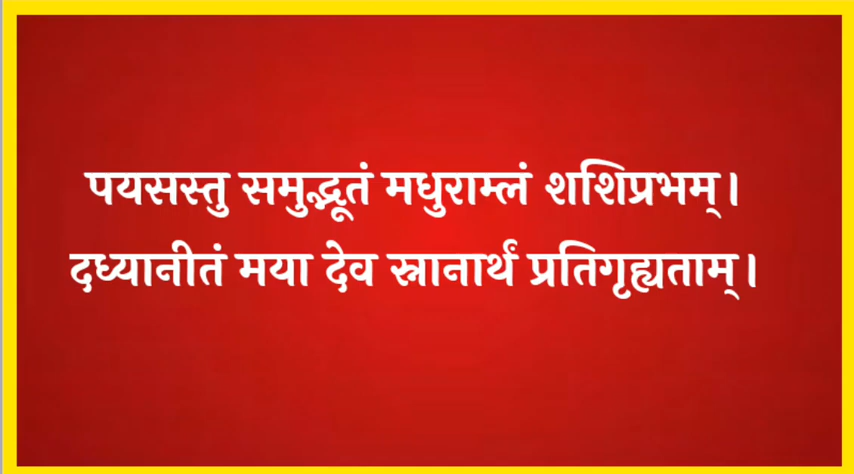 पयसस्तु समुद्भूतं मधुराम्लं शशिप्रभम्।
दध्यानीतं मया देव स्नानार्थं प्रतिगृह्यताम्।